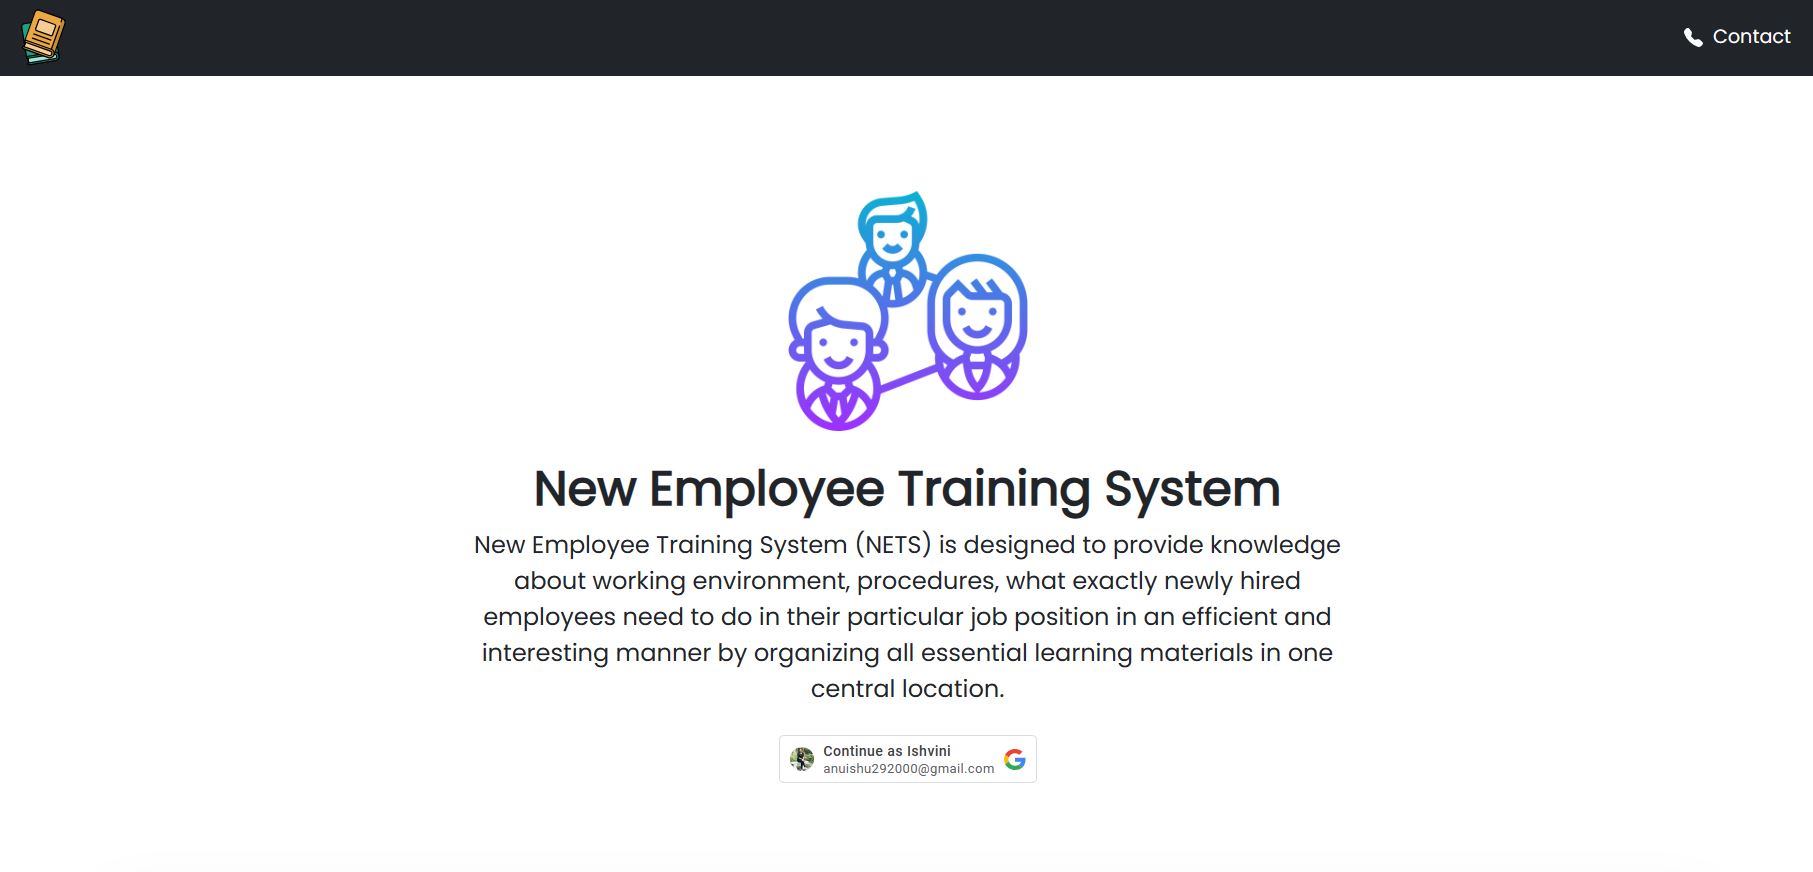 Contact
New Employee Training System
New Employee Training System (NETS) is designed to provide knowledge
about working environment, procedures, what exactly newly hired
employees need to do in their particular job position in an efficient and
interesting manner by organizing all essential learning materials in one
central location.
Continue as Ishvini
anuishu292000@gmail.com